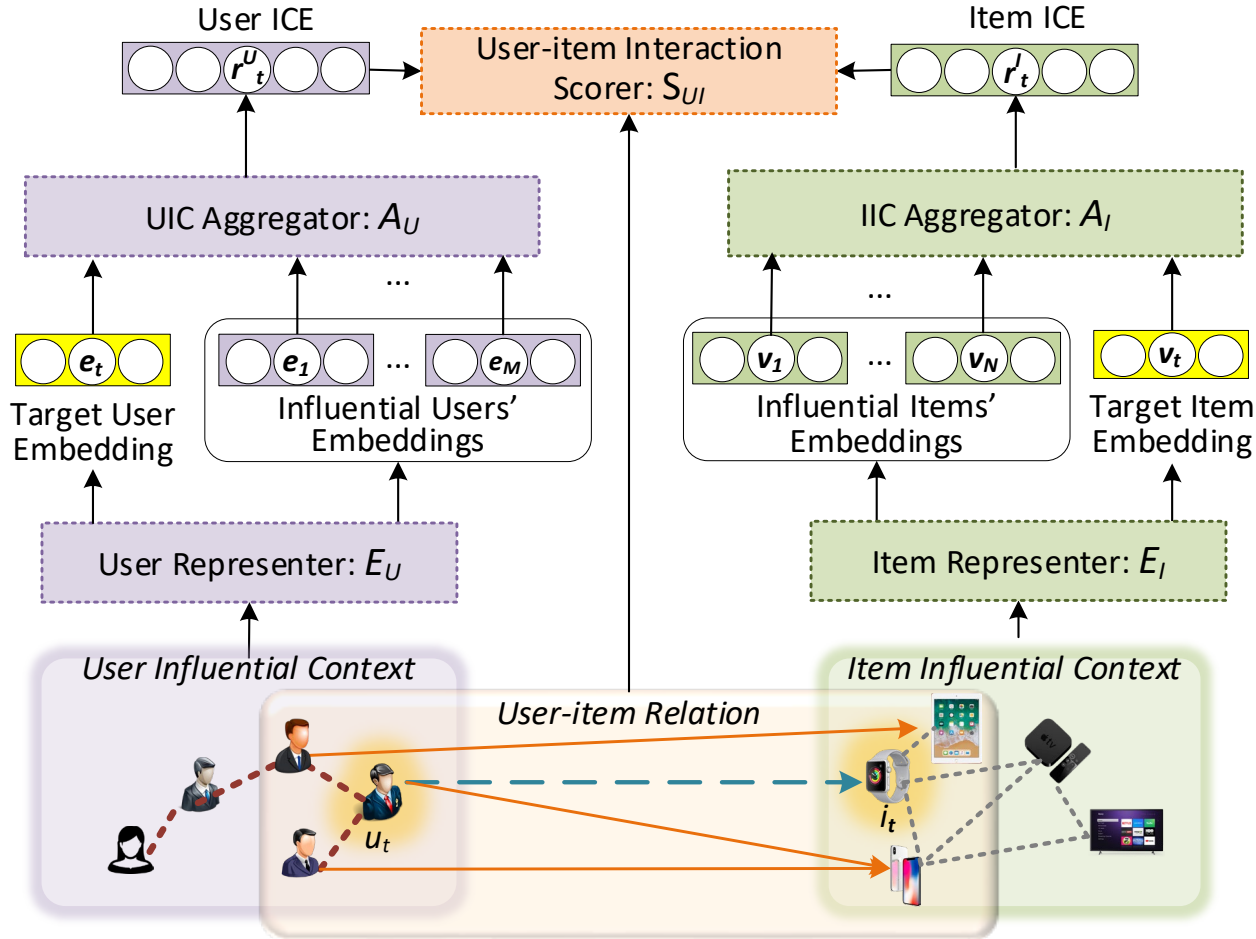 User ICE
Item ICE
r^U_t
User-item Interaction
Scorer: S_UI
r^I_t
UIC Aggregator: A_U
IIC Aggregator: A_I
...
...
e_t
e_1
...
e_M
v_1
...
v_N
v_t
Target User
Embedding
Influential Users'
Embeddings
Influential Items'
Embeddings
Target Item
Embedding
User Representer: E_U
Item Representer: E_I
User Influential Context
Item Influential Context
User-item Relation
tv
u_t
i_t